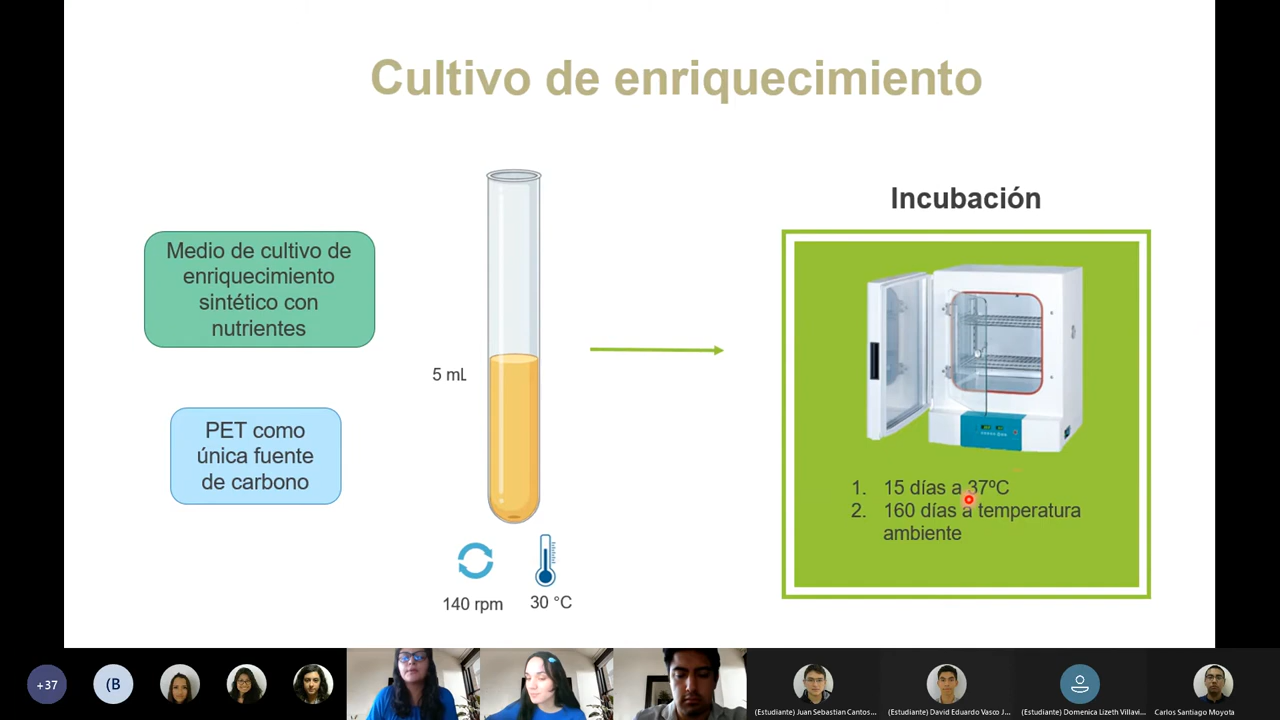 Cultivo de enriquecimiento
Medio de cultivo de
enriquecimiento
sintético con
nutrientes
PET como
única fuente
de carbono
5 mL
140 rpm
30 °C
Incubación
1. 15 días a 37ºC
2. 160 días a temperatura
ambiente
+37
(B
(Estudiante) Juan Sebastian Cantos...
(Estudiante) David Eduardo Vasco J...
(Estudiante) Domenica Lizeth Villavi...
Carlos Santiago Moyota